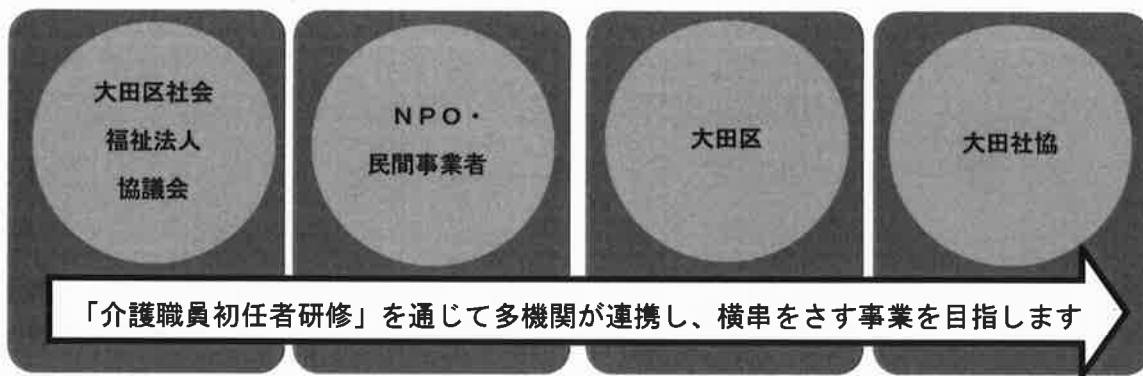 大田区社会
福祉法人
協議会
ＮＰＯ・
民間事業者
大田区
大田社協
「介護職員初任者研修」を通じて多機関が連携し、横串をさす事業を目指します